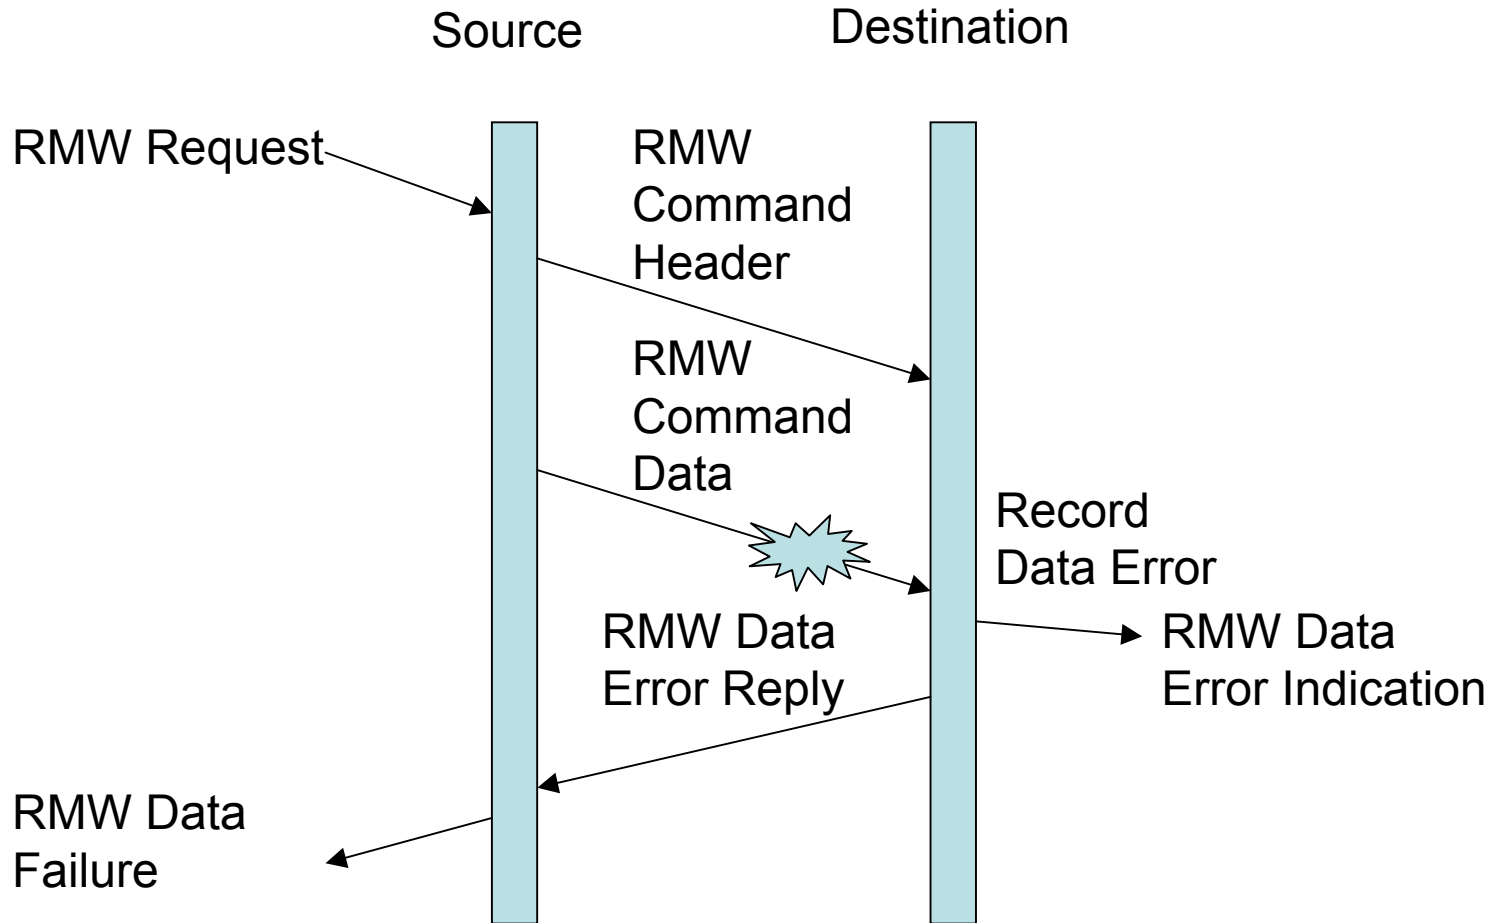 Source
Destination
RMW Request
RMW
Command
Header
RMW
Command
Data
Record
Data Error
RMW Data
Error Reply
RMW Data
Error Indication
RMW Data
Failure